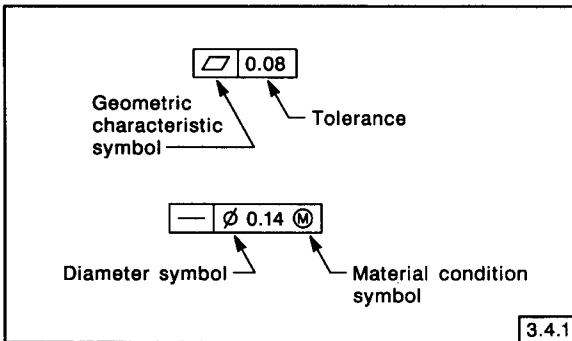 0.08
Geometric
characteristic
symbol
Tolerance
Ø 0.14 Ⓜ
Diameter symbol
Material condition
symbol
3.4.1